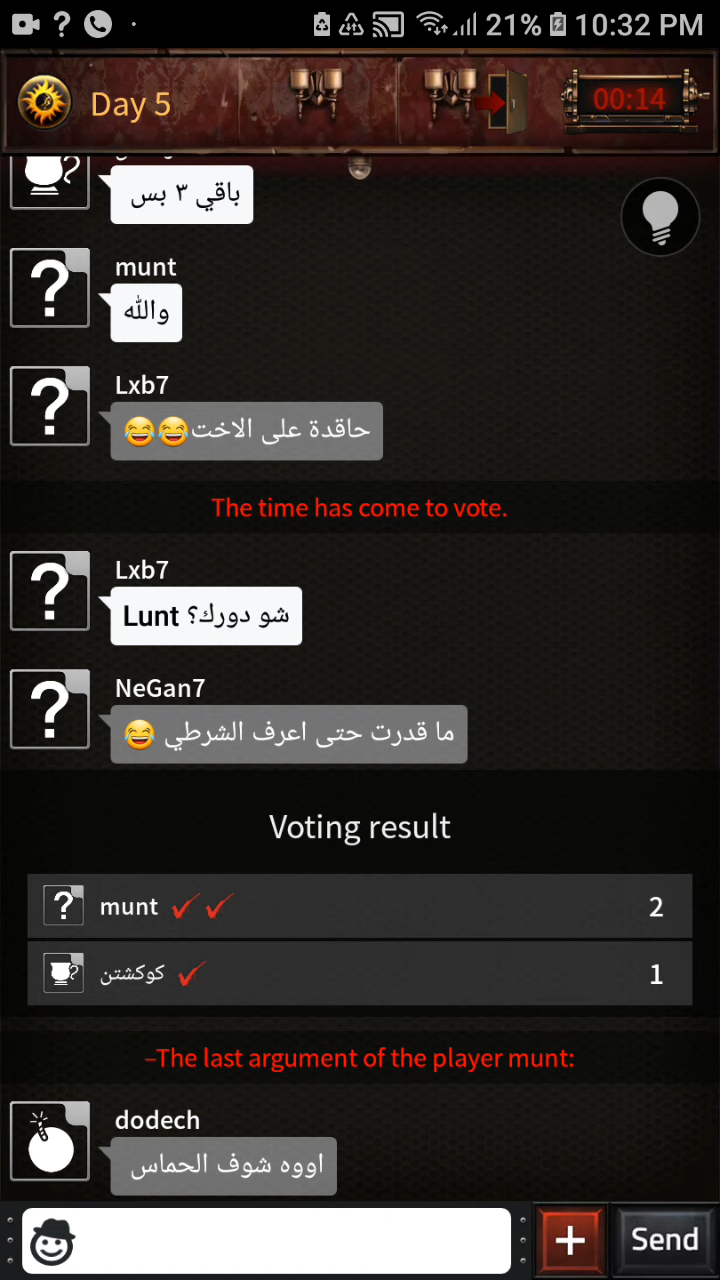 21% 10:32 PM
Day 5
00:14
باقي ٣ بس
munt
والله
Lxb7
حاقدة على الاخت😂😂
The time has come to vote.
Lxb7
شو دورك؟ Lunt
NeGan7
ما قدرت حتى اعرف الشرطي 😂
Voting result
munt 2
كوكشتن 1
–The last argument of the player munt:
dodech
اووه شوف الحماس
Send